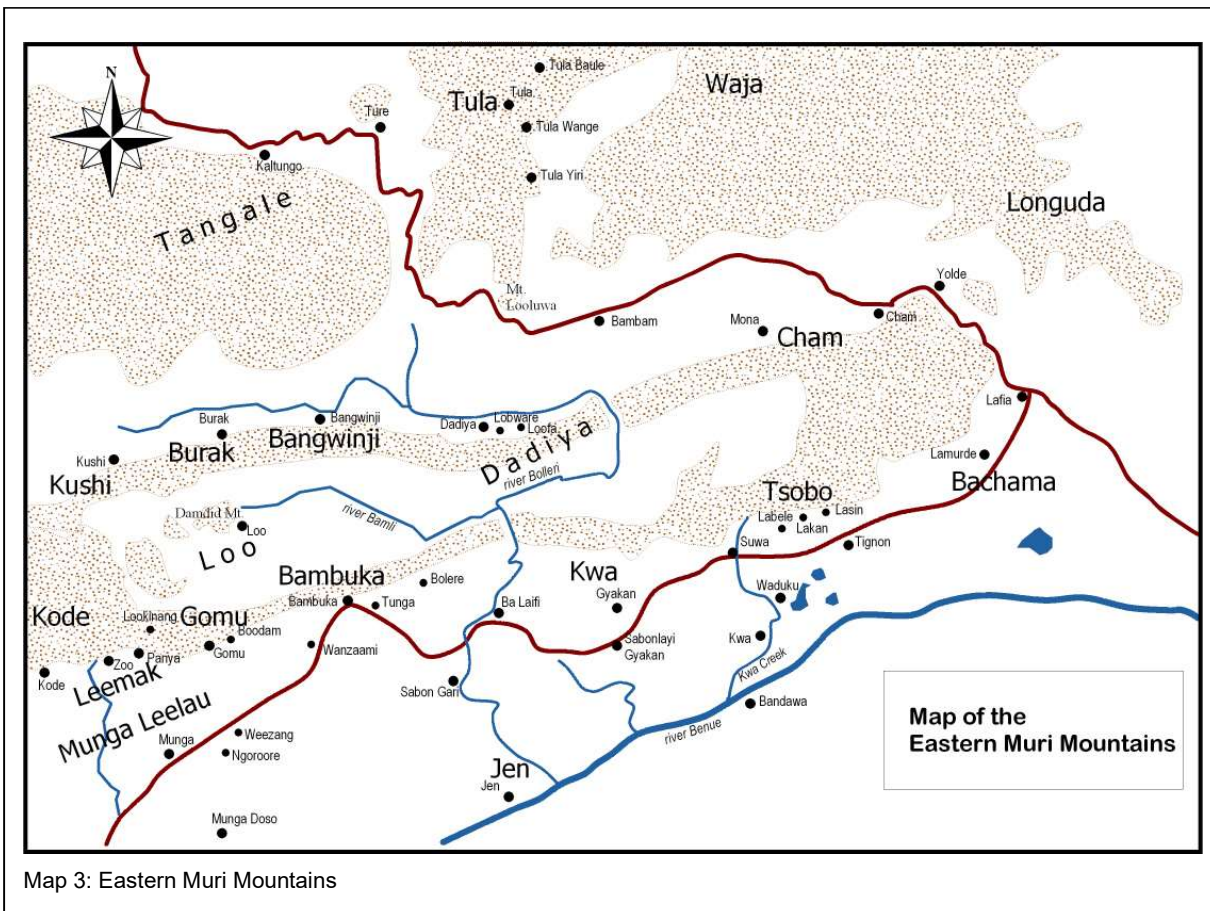 N
Tula Baule
Waja
Tula
Tula
Ture
Tula Wange
Kaltungo
Tula Yiri
Tangale
Longuda
Yolde
Mt.
Looluwa
Bambam
Mona
Cham
Cham
Lafia
Burak
Bangwinji
Dadiya
Lobware
Loofa
Burak
Bangwinji
Kushi
Kushi
Dadiya
river Bolleri
Lamurde
Bachama
Damdid Mt.
Loo
Loo
river Bamli
Tsobo
Labele
Lasin
Lakan
Suwa
Tignon
Bambuka
Bambuka
Bolere
Tunga
Kwa
Gyakan
Waduku
Ba Laifi
Kode
Lookinang
Gomu
Boodam
Gomu
Wanzaami
Sabonlayi
Gyakan
Kwa
Zoo
Pariya
Kode
Leemak
Sabon Gari
Kwa Creek
Bandawa
Munga Leelau
river Benue
Weezang
Munga
Ngoroore
Jen
Jen
Munga Doso
Map of the
Eastern Muri Mountains
Map 3: Eastern Muri Mountains